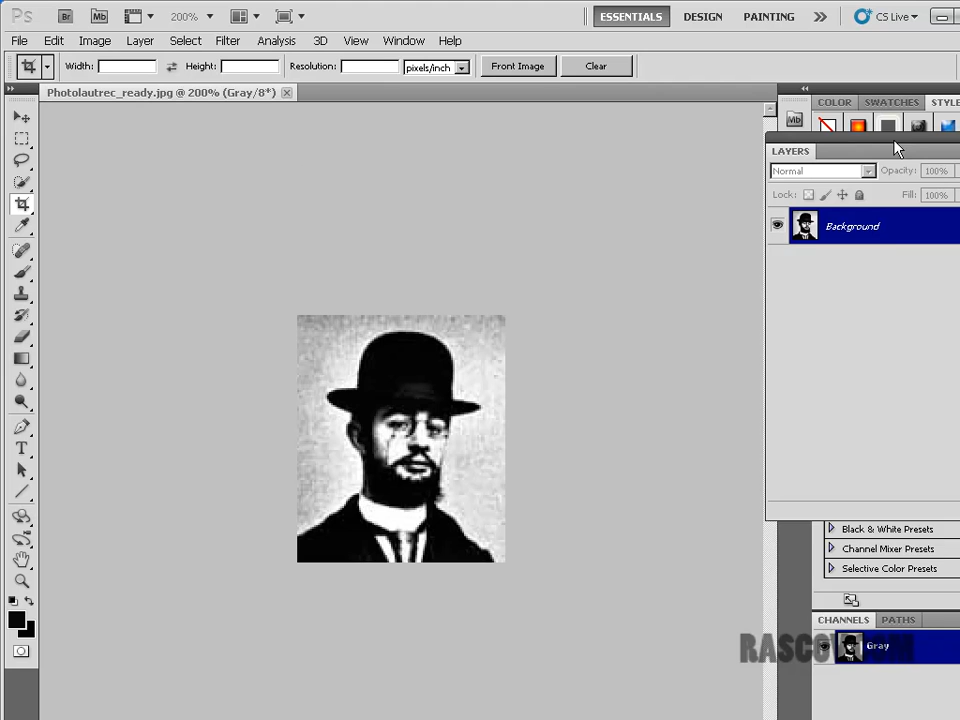 Ps Br Mb 200% ESSENTIALS DESIGN PAINTING CS Live
File Edit Image Layer Select Filter Analysis 3D View Window Help
Width: Height: Resolution: pixels/inch Front Image Clear
Photolautrec_ready.jpg @ 200% (Gray/8*)
COLOR SWATCHES STYLE
Mb
LAYERS
Normal Opacity: 100%
Lock: Fill: 100%
Background
T
Black & White Presets
Channel Mixer Presets
Selective Color Presets
CHANNELS PATHS
Gray